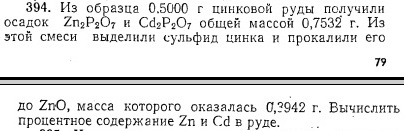 394. Из образца 0,5000 г цинковой руды получили
осадок Zn₂P₂O₇ и Cd₂P₂O₇ общей массой 0,7532 г. Из
этой смеси выделили сульфид цинка и прокалили его
79
до ZnO, масса которого оказалась 0,2942 г. Вычислить
процентное содержание Zn и Cd в руде.